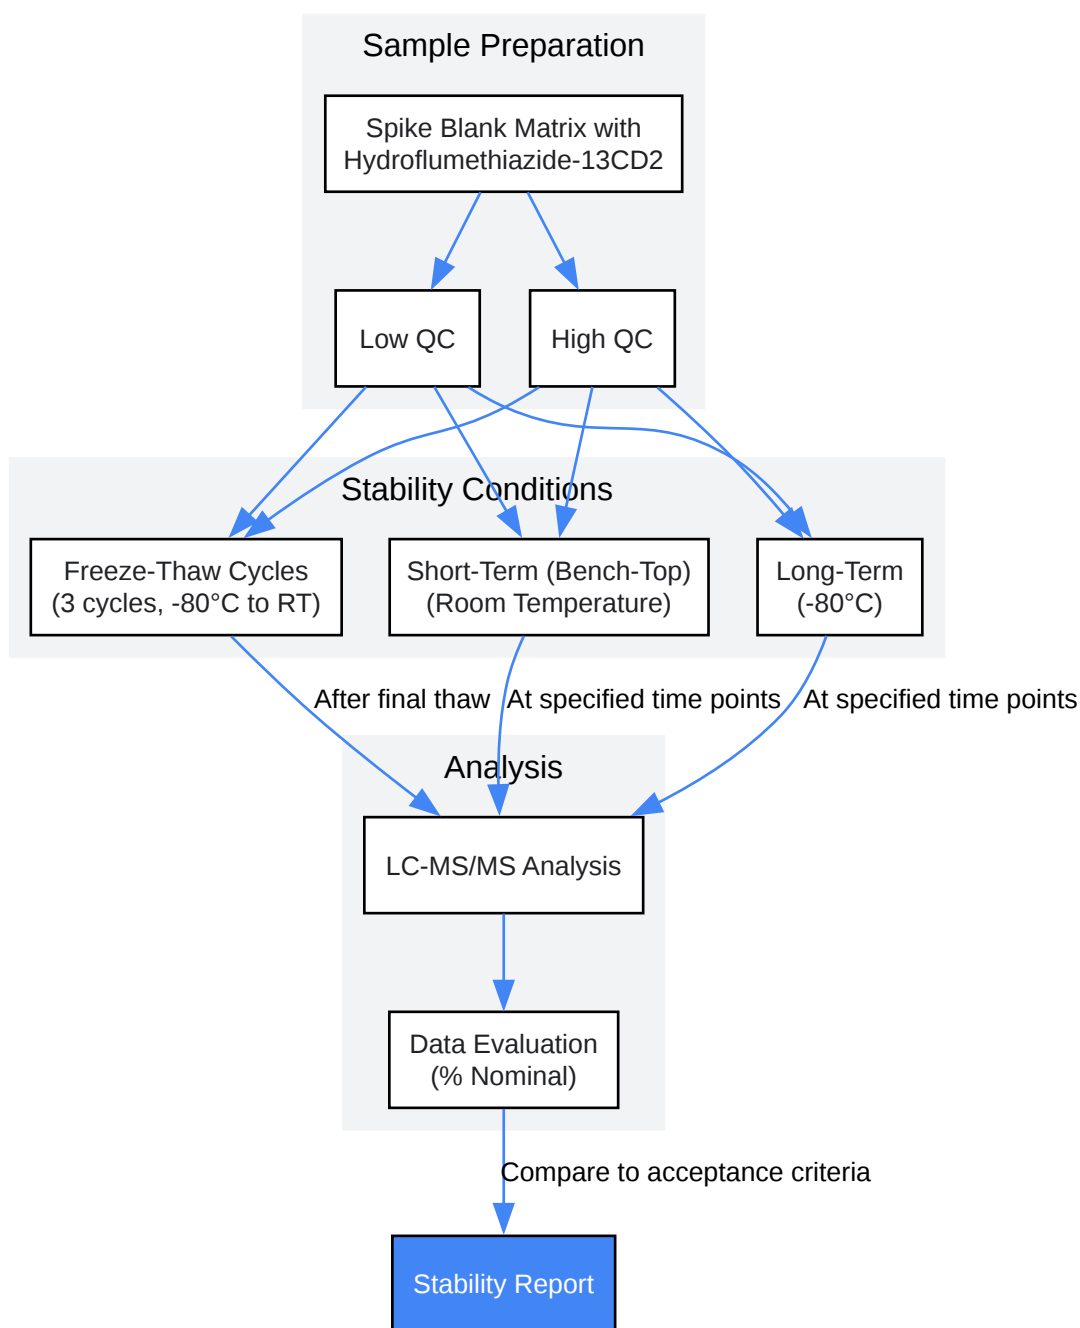 Sample Preparation
Spike Blank Matrix with
Hydroflumethiazide-13CD2
Low QC
High QC
Stability Conditions
Freeze-Thaw Cycles
(3 cycles, -80°C to RT)
Short-Term (Bench-Top)
(Room Temperature)
Long-Term
(-80°C)
After final thaw
At specified time points
At specified time points
Analysis
LC-MS/MS Analysis
Data Evaluation
(% Nominal)
Compare to acceptance criteria
Stability Report